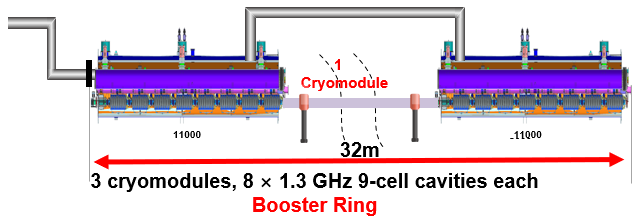 1
Cryomodule
11000
11000
32m
3 cryomodules, 8 × 1.3 GHz 9-cell cavities each
Booster Ring